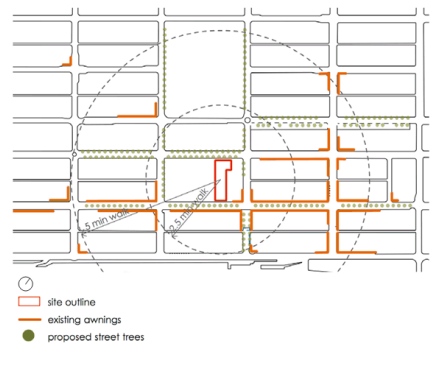 5 min walk
2.5 min walk
site outline
existing awnings
proposed street trees